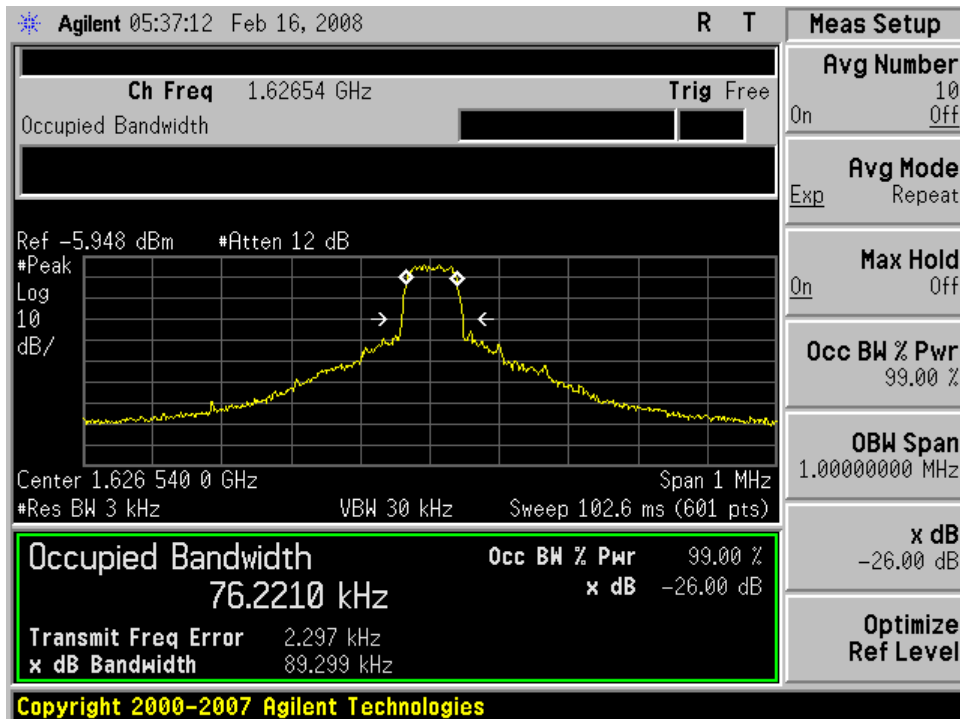 Agilent 05:37:12 Feb 16, 2008 R T
Ch Freq 1.62654 GHz Trig Free
Occupied Bandwidth
Ref -5.948 dBm #Atten 12 dB
#Peak
Log
10
dB/
Center 1.626 540 0 GHz Span 1 MHz
#Res BW 3 kHz VBW 30 kHz Sweep 102.6 ms (601 pts)
Occupied Bandwidth Occ BW % Pwr 99.00 %
76.2210 kHz x dB -26.00 dB
Transmit Freq Error 2.297 kHz
x dB Bandwidth 89.299 kHz
Copyright 2000-2007 Agilent Technologies
Meas Setup
Avg Number
10
On Off
Avg Mode
Exp Repeat
Max Hold
On Off
Occ BW % Pwr
99.00 %
OBW Span
1.00000000 MHz
x dB
-26.00 dB
Optimize
Ref Level